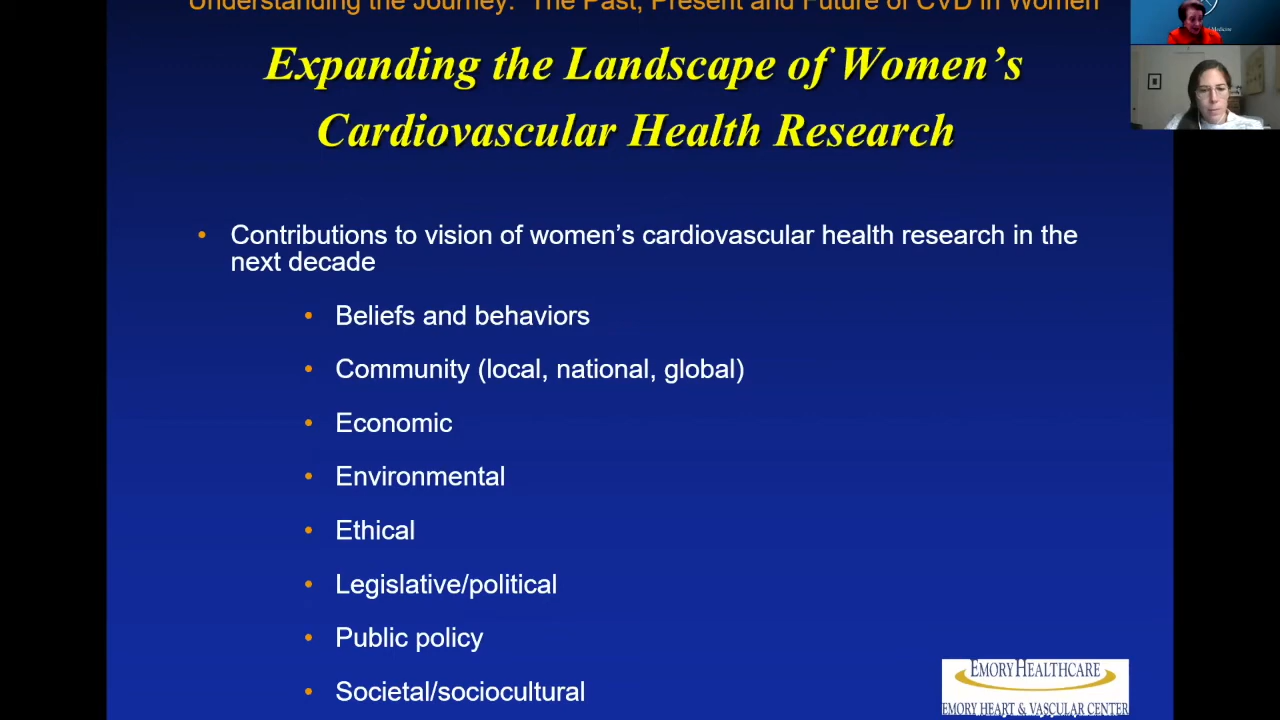 Understanding the Journey: The Past, Present and Future of CVD in Women
Expanding the Landscape of Women's
Cardiovascular Health Research
• Contributions to vision of women's cardiovascular health research in the
next decade
• Beliefs and behaviors
• Community (local, national, global)
• Economic
• Environmental
• Ethical
• Legislative/political
• Public policy
• Societal/sociocultural
EMORY HEALTHCARE
EMORY HEART & VASCULAR CENTER